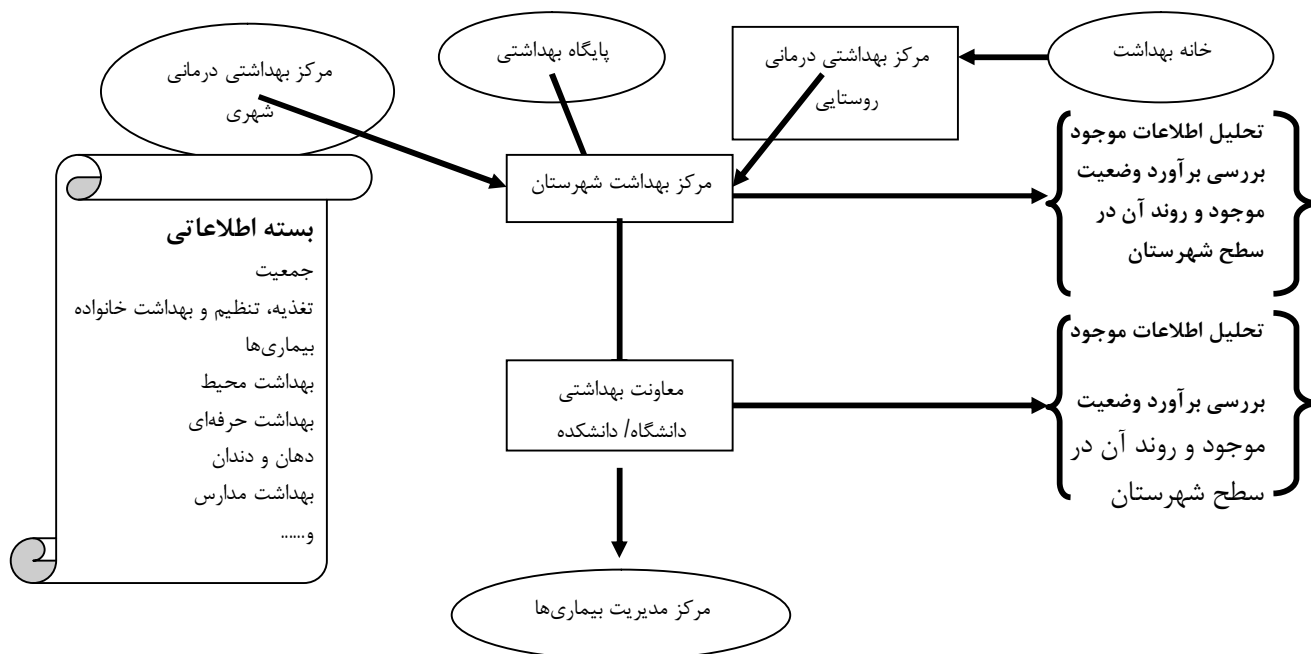 خانه بهداشت
مرکز بهداشتی درمانی
روستایی
پایگاه بهداشتی
مرکز بهداشتی درمانی
شهری
مرکز بهداشت شهرستان
تحلیل اطلاعات موجود
بررسی برآورد وضعیت
موجود و روند آن در
سطح شهرستان
معاونت بهداشتی
دانشگاه/ دانشکده
تحلیل اطلاعات موجود
بررسی برآورد وضعیت
موجود و روند آن در
سطح شهرستان
مرکز مدیریت بیماری‌ها
بسته اطلاعاتی
جمعیت
تغذیه، تنظیم و بهداشت خانواده
بیماری‌ها
بهداشت محیط
بهداشت حرفه‌ای
دهان و دندان
بهداشت مدارس
و......